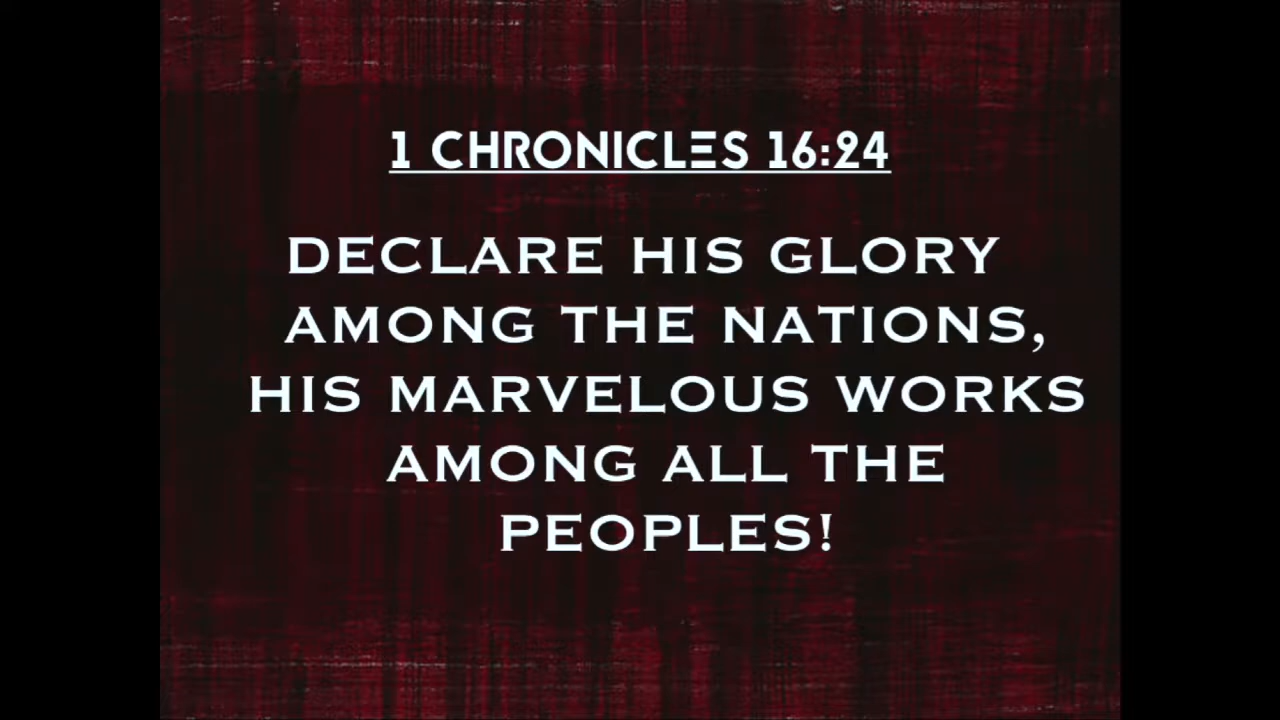 1 CHRONICLES 16:24
DECLARE HIS GLORY
AMONG THE NATIONS,
HIS MARVELOUS WORKS
AMONG ALL THE
PEOPLES!